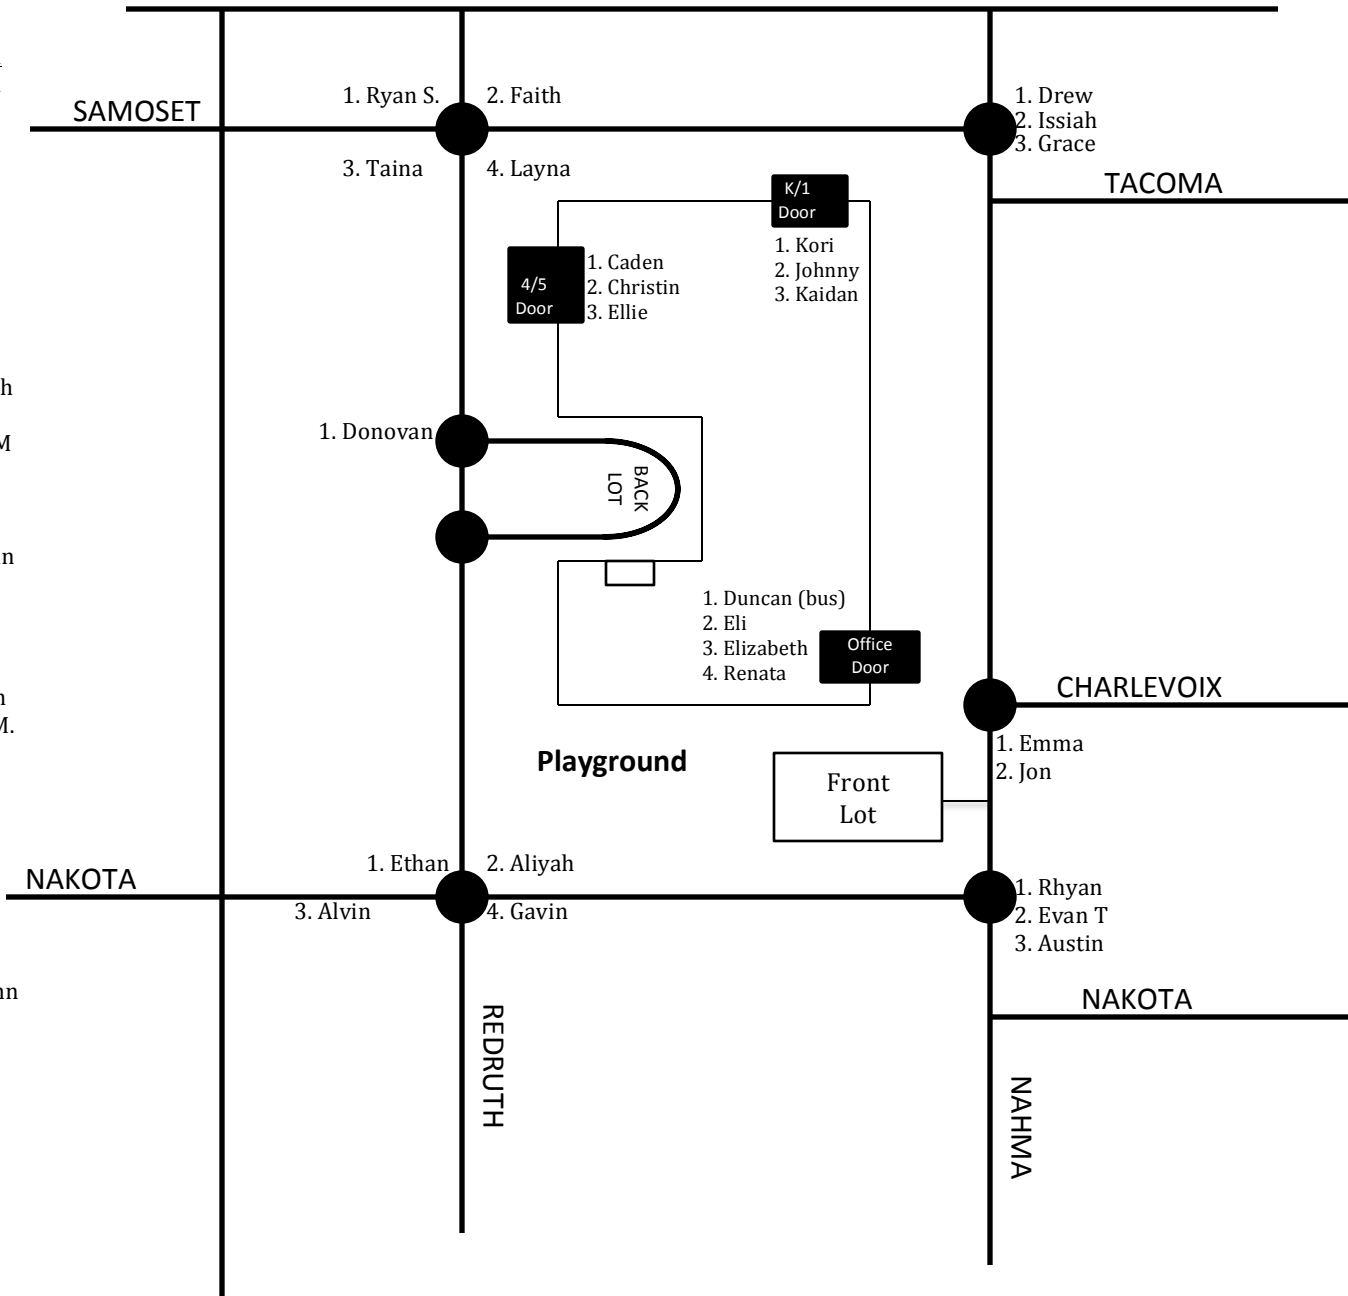 1. Ryan S.
2. Faith
1. Drew
SAMOSET
2. Issiah
3. Grace
3. Taina
4. Layna
TACOMA
K/1
Door
1. Kori
2. Johnny
3. Kaidan
4/5
Door
1. Caden
2. Christin
3. Ellie
h
M
1. Donovan
BACK
LOT
n
1. Duncan (bus)
2. Eli
3. Elizabeth
4. Renata
Office
Door
CHARLEVOIX
M.
1. Emma
2. Jon
Playground
Front
Lot
1. Ethan
2. Aliyah
NAKOTA
3. Alvin
4. Gavin
1. Rhyan
2. Evan T
3. Austin
nn
NAKOTA
REDRUTH
NAHMA